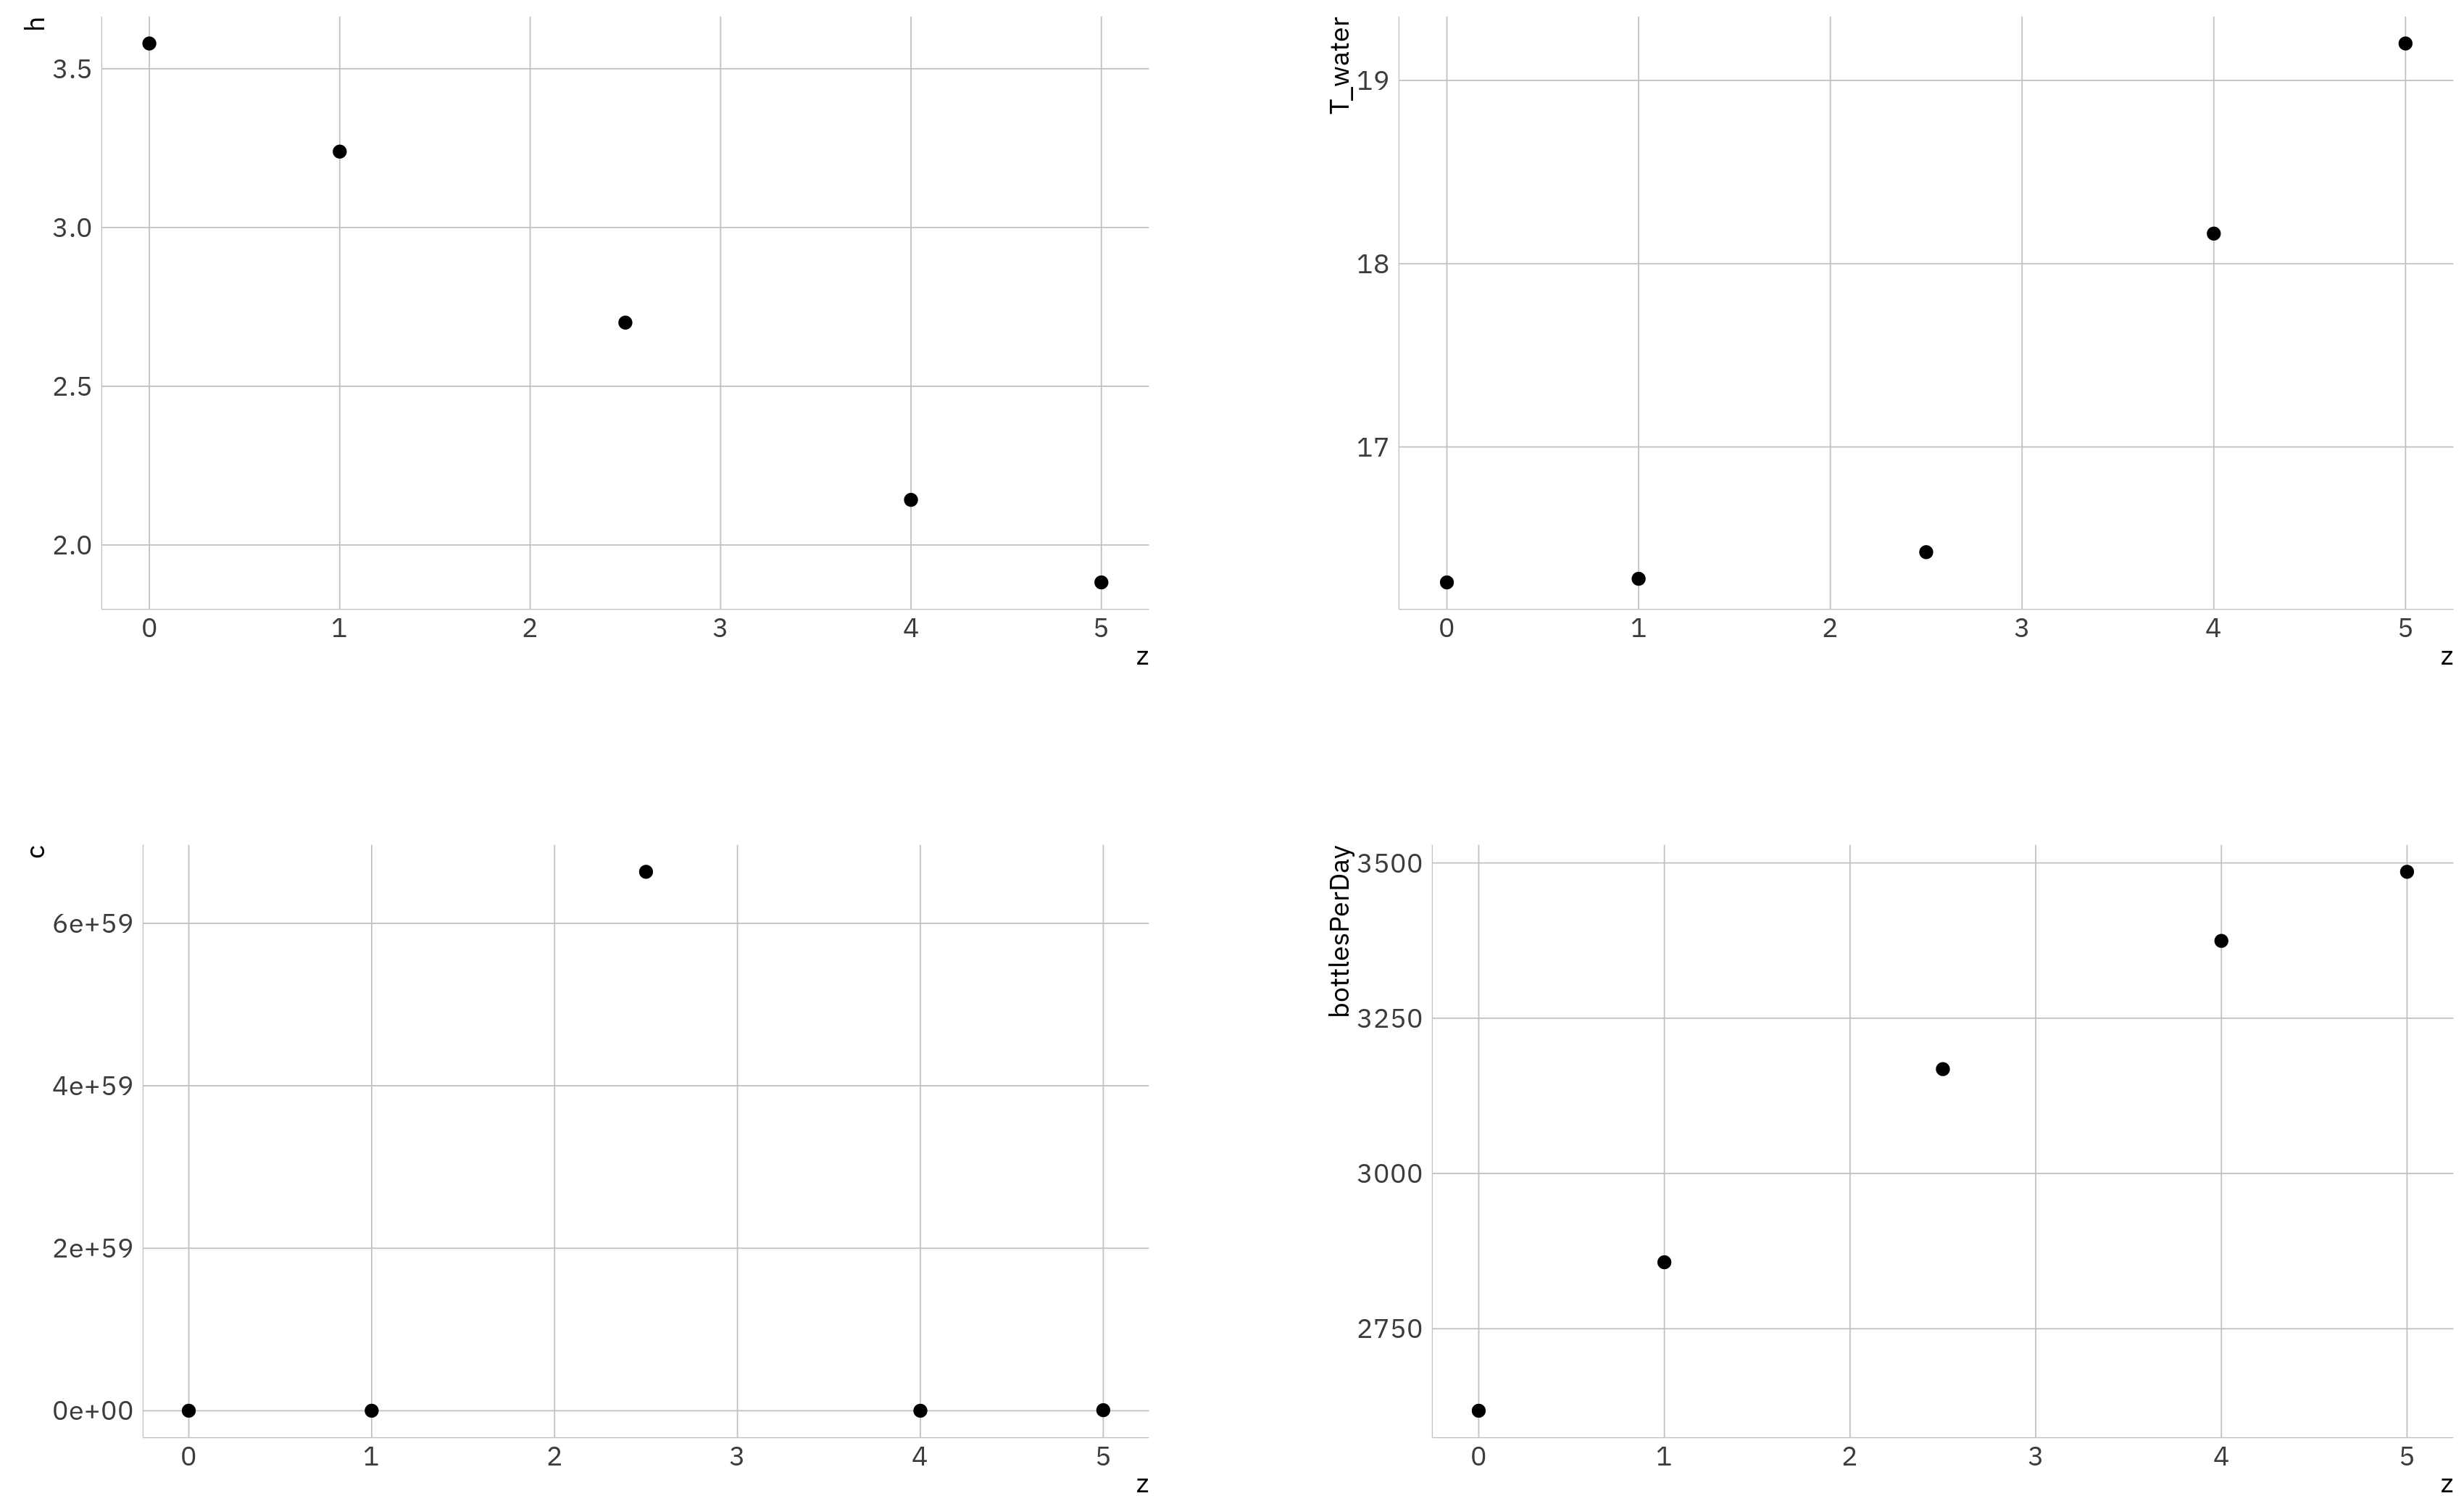 h
3.5
3.0
2.5
2.0
0 1 2 3 4 5
z
T_water
19
18
17
0 1 2 3 4 5
z
c
6e+59
4e+59
2e+59
0e+00
0 1 2 3 4 5
z
bottlesPerDay
3500
3250
3000
2750
0 1 2 3 4 5
z